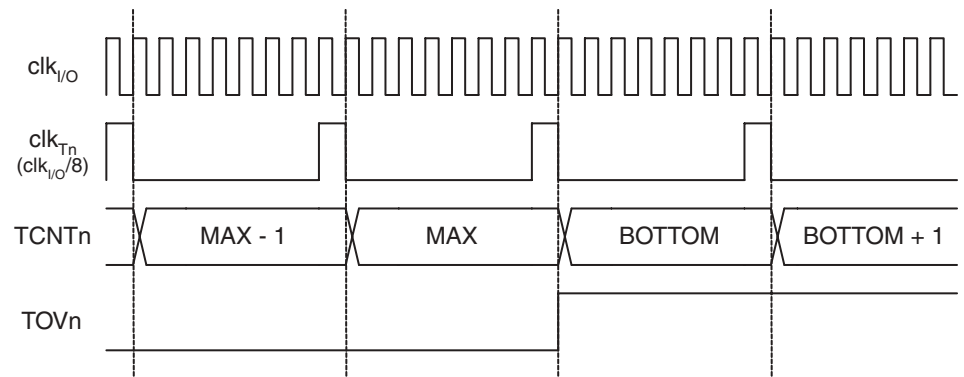 clkI/O
clkTn
(clkI/O/8)
TCNTn
MAX - 1
MAX
BOTTOM
BOTTOM + 1
TOVn